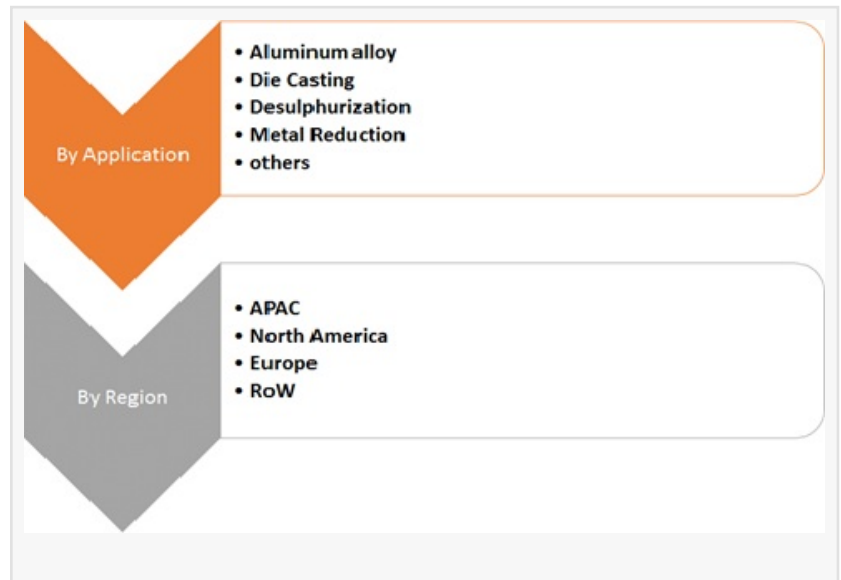 By Application
• Aluminum alloy
• Die Casting
• Desulphurization
• Metal Reduction
• others
By Region
• APAC
• North America
• Europe
• RoW